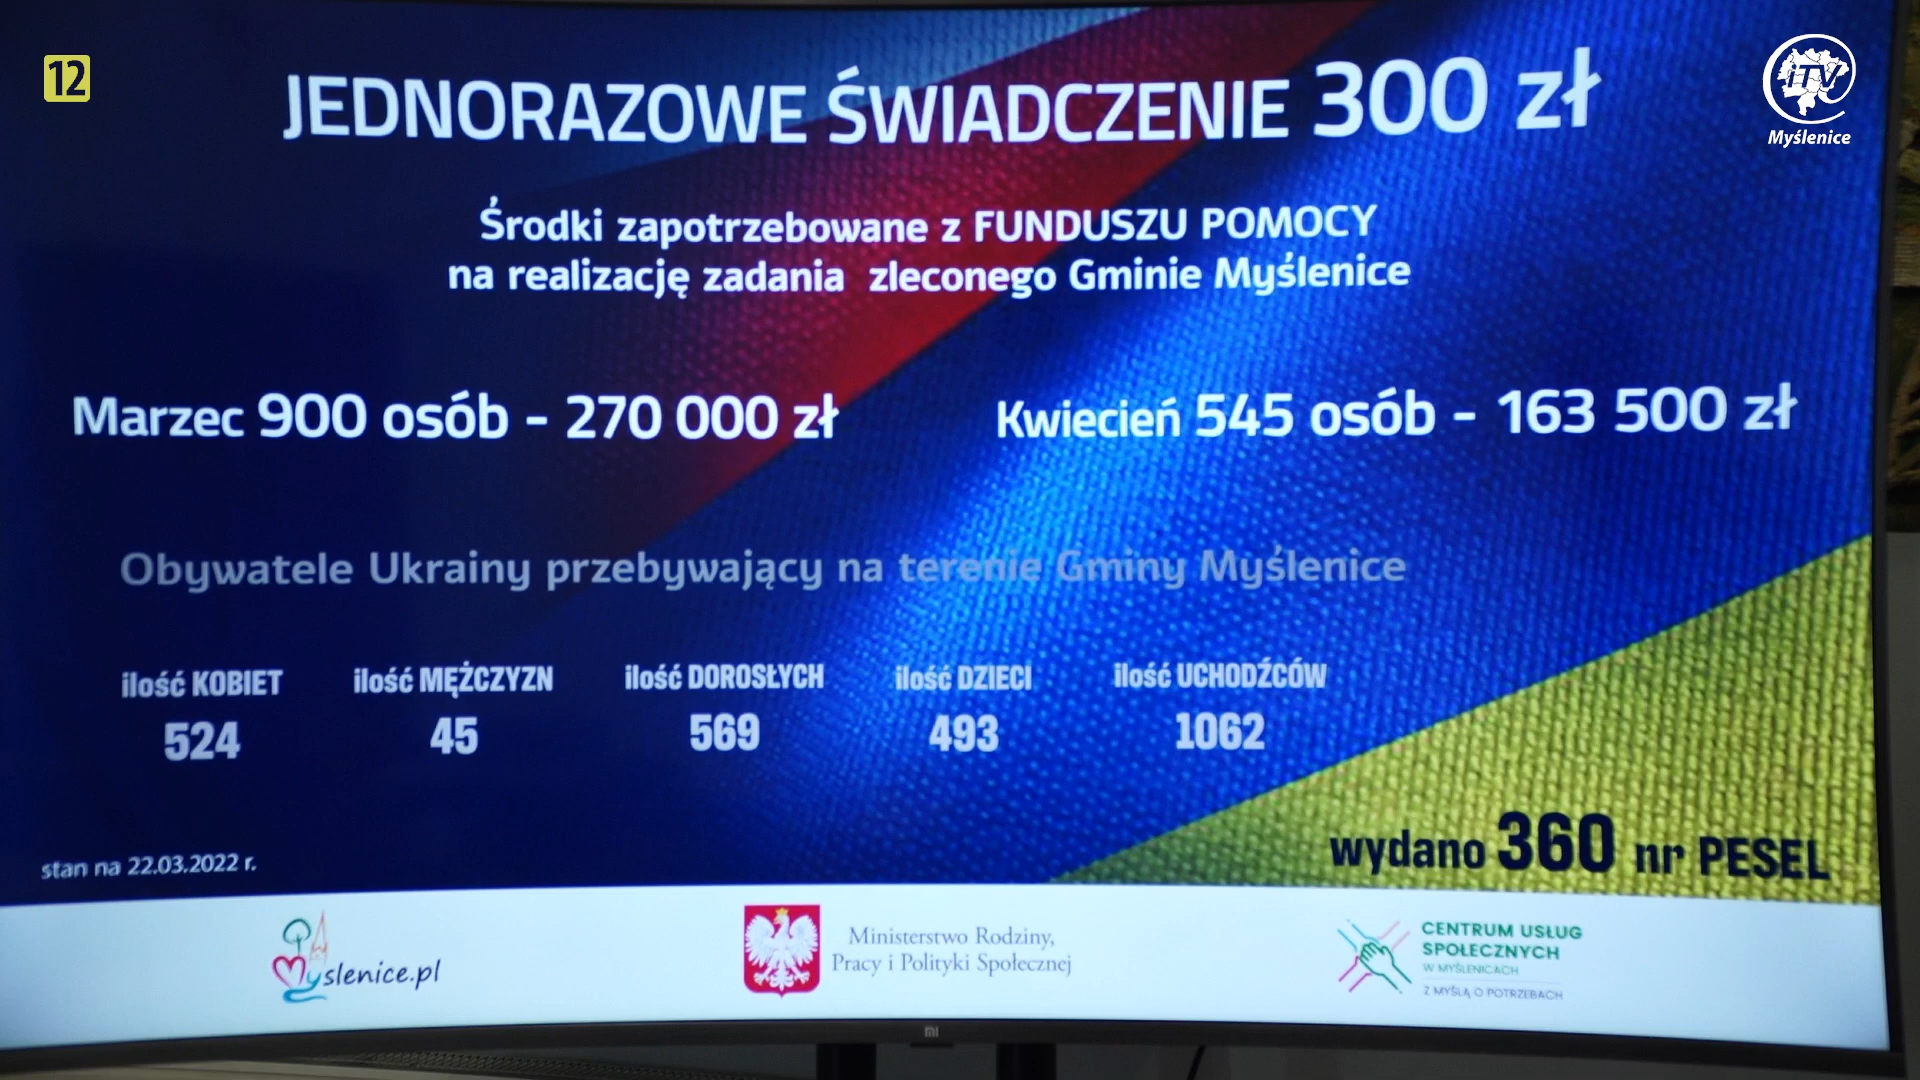 12
iTV
Myślenice
JEDNORAZOWE ŚWIADCZENIE 300 zł
Środki zapotrzebowane z FUNDUSZU POMOCY
na realizację zadania zleconego Gminie Myślenice
Marzec 900 osób - 270 000 zł
Kwiecień 545 osób - 163 500 zł
Obywatele Ukrainy przebywający na terenie Gminy Myślenice
ilość KOBIET
524
ilość MĘŻCZYZN
45
ilość DOROSŁYCH
569
ilość DZIECI
493
ilość UCHODŹCÓW
1062
wydano 360 nr PESEL
stan na 22.03.2022 r.
Myslenice.pl
Ministerstwo Rodziny,
Pracy i Polityki Społecznej
CENTRUM USŁUG
SPOŁECZNYCH
W MYŚLENICACH
Z MYŚLĄ O POTRZEBACH
mi